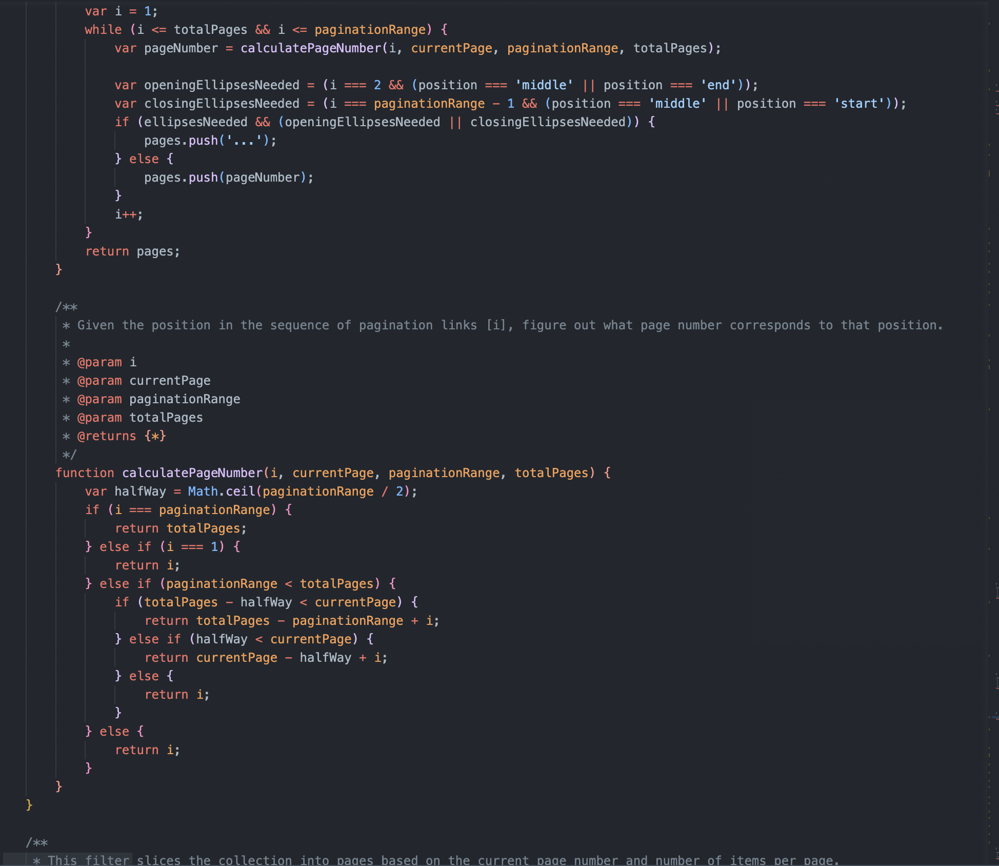 var i = 1;
while (i <= totalPages && i <= paginationRange) {
var pageNumber = calculatePageNumber(i, currentPage, paginationRange, totalPages);
var openingEllipsesNeeded = (i === 2 && (position === 'middle' || position === 'end'));
var closingEllipsesNeeded = (i === paginationRange - 1 && (position === 'middle' || position === 'start'));
if (ellipsesNeeded && (openingEllipsesNeeded || closingEllipsesNeeded)) {
pages.push('...');
} else {
pages.push(pageNumber);
}
i++;
}
return pages;
}
/**
* Given the position in the sequence of pagination links [i], figure out what page number corresponds to that position.
*
* @param i
* @param currentPage
* @param paginationRange
* @param totalPages
* @returns {*}
*/
function calculatePageNumber(i, currentPage, paginationRange, totalPages) {
var halfWay = Math.ceil(paginationRange / 2);
if (i === paginationRange) {
return totalPages;
} else if (i === 1) {
return i;
} else if (paginationRange < totalPages) {
if (totalPages - halfWay < currentPage) {
return totalPages - paginationRange + i;
} else if (halfWay < currentPage) {
return currentPage - halfWay + i;
} else {
return i;
}
} else {
return i;
}
}
}
/**
* This filter slices the collection into pages based on the current page number and number of items per page.